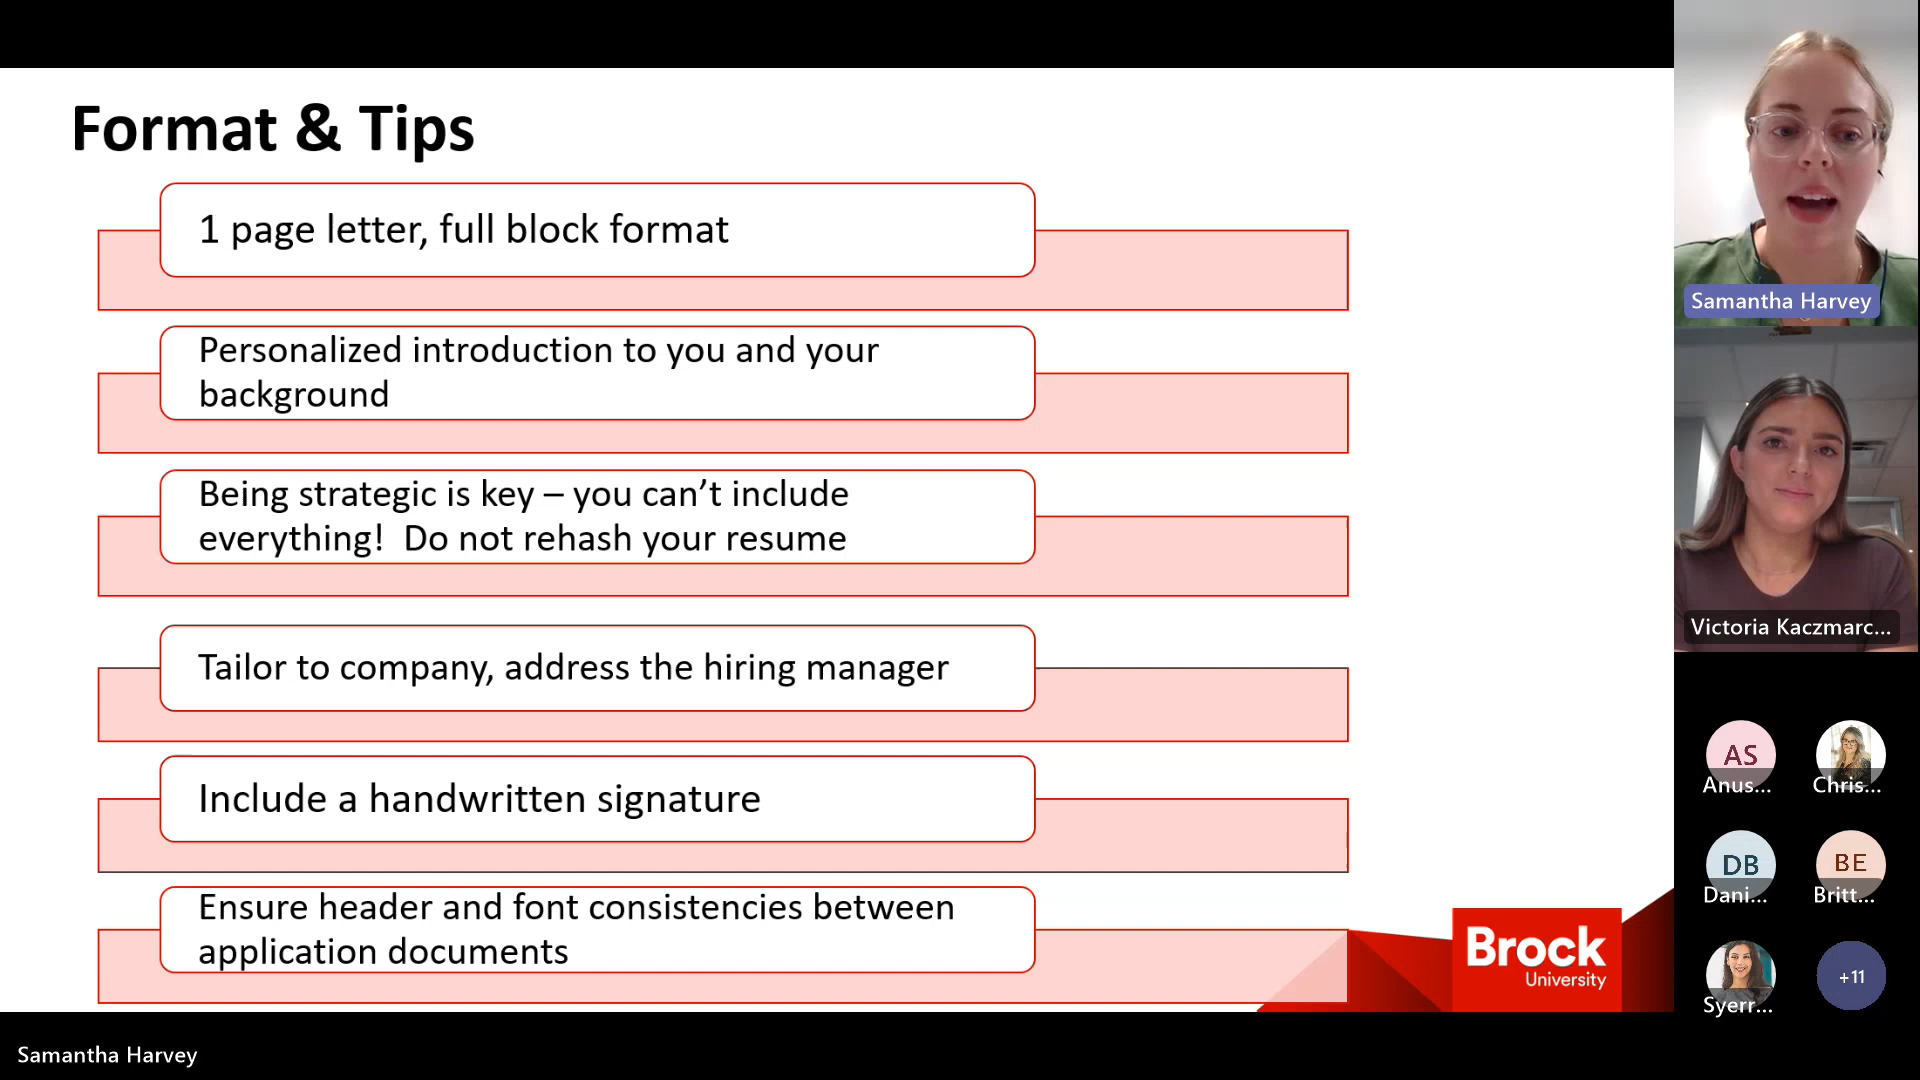 Format & Tips
1 page letter, full block format
Personalized introduction to you and your
background
Being strategic is key – you can’t include
everything!  Do not rehash your resume
Tailor to company, address the hiring manager
Include a handwritten signature
Ensure header and font consistencies between
application documents
Brock
University
Samantha Harvey
Victoria Kaczmarc...
AS
Anus...
Chris...
DB
Dani...
BE
Britt...
Syerr...
+11
Samantha Harvey